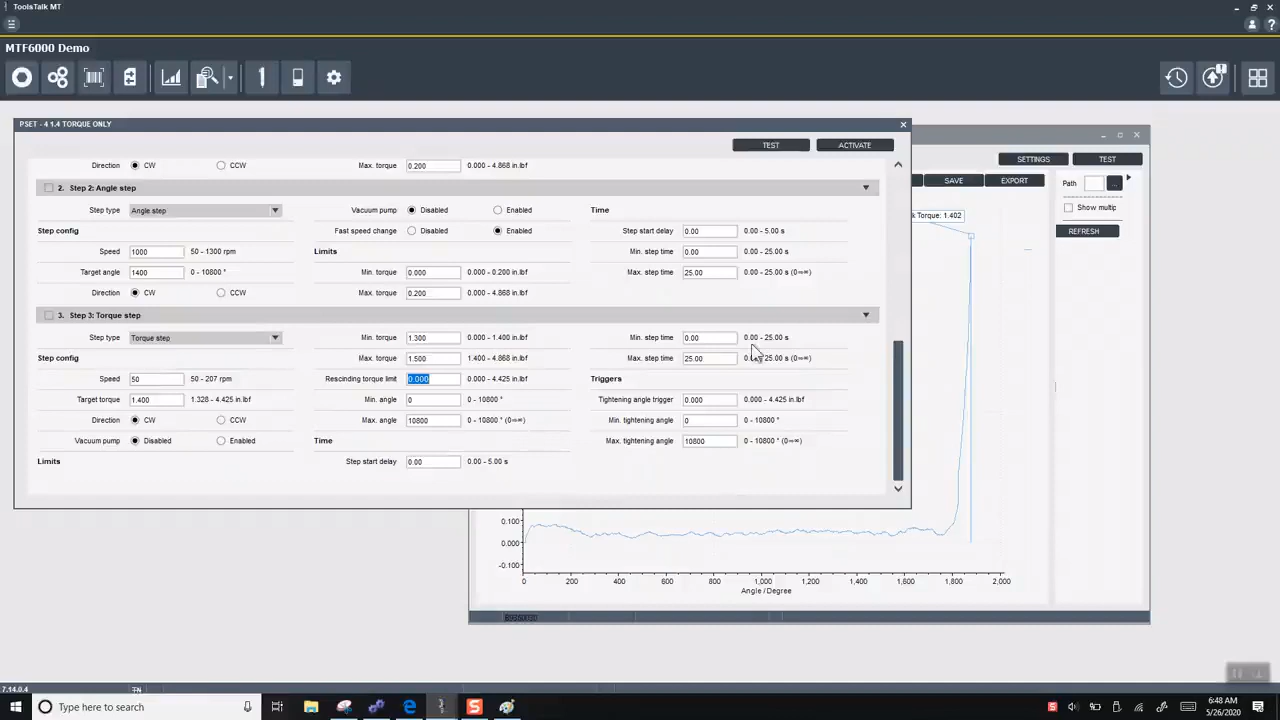 ToolsTalk MT
MTF6000 Demo
PSET - 4 1.4 TORQUE ONLY
TEST
ACTIVATE
SETTINGS
TEST
SAVE
EXPORT
Path
...
Show multip
REFRESH
k Torque: 1.402
Direction CW CCW Max. torque 0.200 0.000 - 4.868 in.lbf
2. Step 2: Angle step
Step type Angle step Vacuum pump Disabled Enabled Time
Step config Fast speed change Disabled Enabled Step start delay 0.00 0.00 - 5.00 s
Speed 1000 50 - 1300 rpm Limits Min. step time 0.00 0.00 - 25.00 s
Target angle 1400 0 - 10800 ° Min. torque 0.000 0.000 - 0.200 in.lbf Max. step time 25.00 0.00 - 25.00 s (0=∞)
Direction CW CCW Max. torque 0.200 0.000 - 4.868 in.lbf
3. Step 3: Torque step
Step type Torque step Min. torque 1.300 0.000 - 1.400 in.lbf Min. step time 0.00 0.00 - 25.00 s
Step config Max. torque 1.500 1.400 - 4.868 in.lbf Max. step time 25.00 25.00 s (0=∞)
Speed 50 50 - 207 rpm Rescinding torque limit 0.000 0.000 - 4.425 in.lbf Triggers
Target torque 1.400 1.328 - 4.425 in.lbf Min. angle 0 0 - 10800 ° Tightening angle trigger 0.000 0.000 - 4.425 in.lbf
Direction CW CCW Max. angle 10800 0 - 10800 ° (0=∞) Min. tightening angle 0 0 - 10800 °
Vacuum pump Disabled Enabled Time Max. tightening angle 10800 0 - 10800 ° (0=∞)
Limits Step start delay 0.00 0.00 - 5.00 s
0.100
0.000
-0.100
0 200 400 600 800 1,000 1,200 1,400 1,600 1,800 2,000
Angle / Degree
7.14.0.4
TN
Type here to search
6:48 AM
5/26/2020